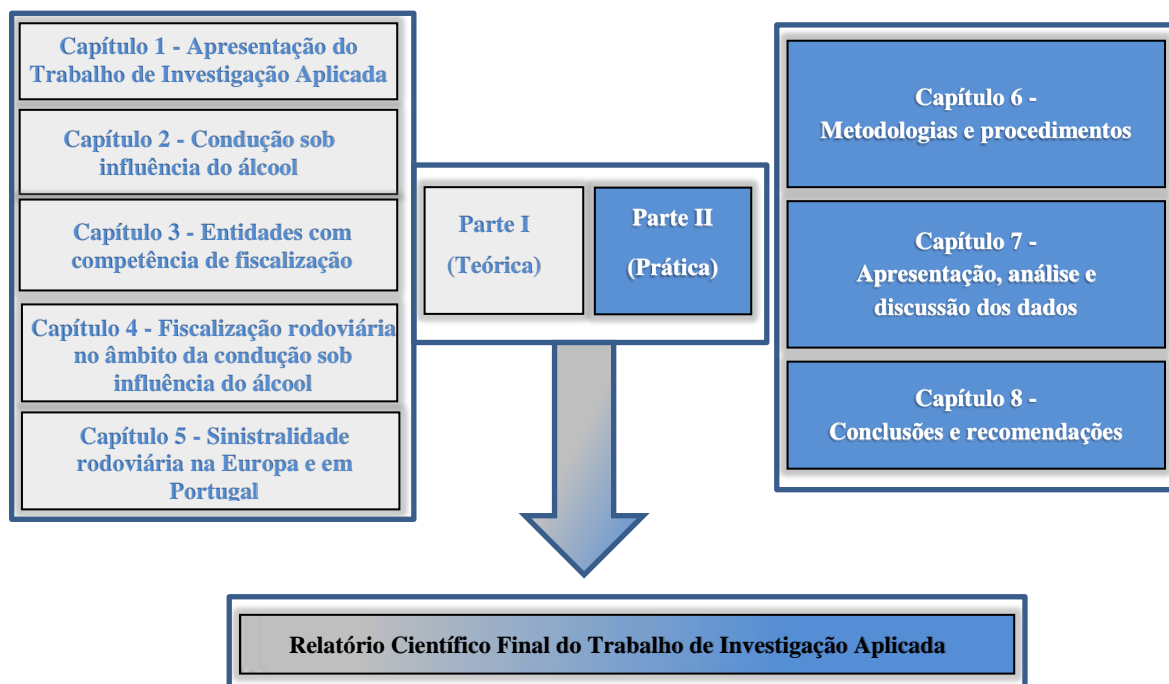 Capítulo 1 - Apresentação do
Trabalho de Investigação Aplicada
Capítulo 2 - Condução sob
influência do álcool
Capítulo 3 - Entidades com
competência de fiscalização
Capítulo 4 - Fiscalização rodoviária
no âmbito da condução sob
influência do álcool
Capítulo 5 - Sinistralidade
rodoviária na Europa e em
Portugal
Parte I
(Teórica)
Parte II
(Prática)
Capítulo 6 -
Metodologias e procedimentos
Capítulo 7 -
Apresentação, análise e
discussão dos dados
Capítulo 8 -
Conclusões e recomendações
Relatório Científico Final do Trabalho de Investigação Aplicada